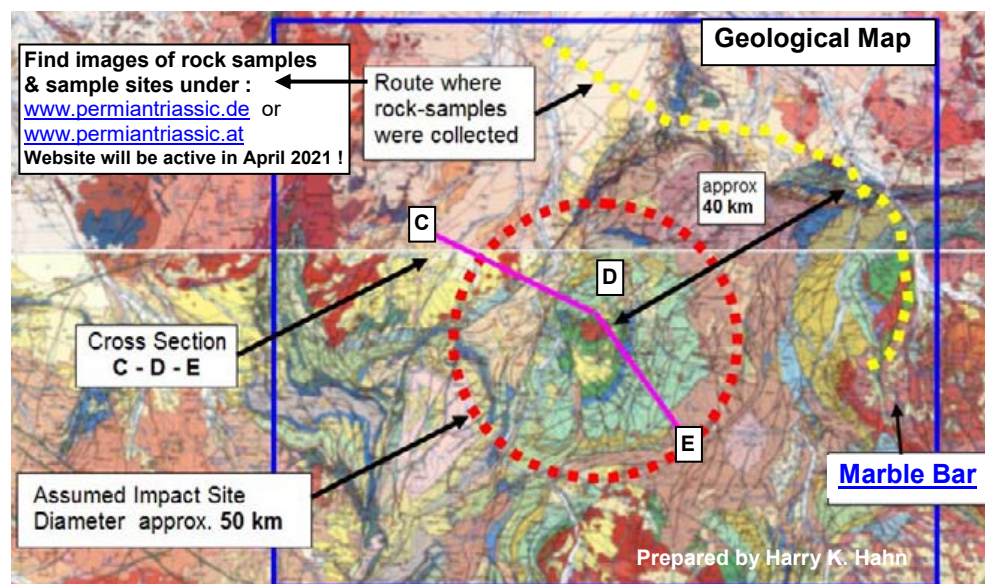 Geological Map
Find images of rock samples
& sample sites under :
www.permiantriassic.de or
www.permiantriassic.at
Website will be active in April 2021 !
Route where
rock-samples
were collected
approx
40 km
C
D
Cross Section
C - D - E
E
Marble Bar
Assumed Impact Site
Diameter approx. 50 km
Prepared by Harry K. Hahn